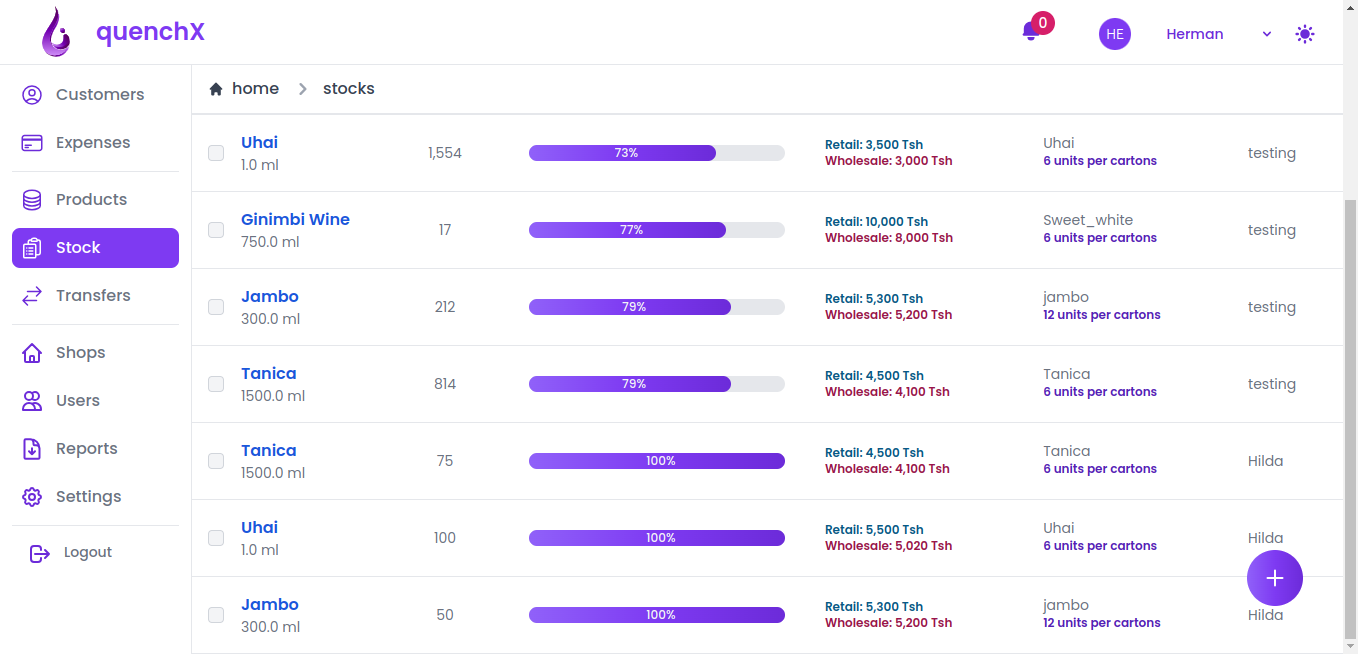 quenchX
0
HE
Herman
Customers
Expenses
Products
Stock
Transfers
Shops
Users
Reports
Settings
Logout
home
stocks
Uhai
1.0 ml
1,554
73%
Retail: 3,500 Tsh
Wholesale: 3,000 Tsh
Uhai
6 units per cartons
testing
Ginimbi Wine
750.0 ml
17
77%
Retail: 10,000 Tsh
Wholesale: 8,000 Tsh
Sweet_white
6 units per cartons
testing
Jambo
300.0 ml
212
79%
Retail: 5,300 Tsh
Wholesale: 5,200 Tsh
jambo
12 units per cartons
testing
Tanica
1500.0 ml
814
79%
Retail: 4,500 Tsh
Wholesale: 4,100 Tsh
Tanica
6 units per cartons
testing
Tanica
1500.0 ml
75
100%
Retail: 4,500 Tsh
Wholesale: 4,100 Tsh
Tanica
6 units per cartons
Hilda
Uhai
1.0 ml
100
100%
Retail: 5,500 Tsh
Wholesale: 5,020 Tsh
Uhai
6 units per cartons
Hilda
Jambo
300.0 ml
50
100%
Retail: 5,300 Tsh
Wholesale: 5,200 Tsh
jambo
12 units per cartons
Hilda